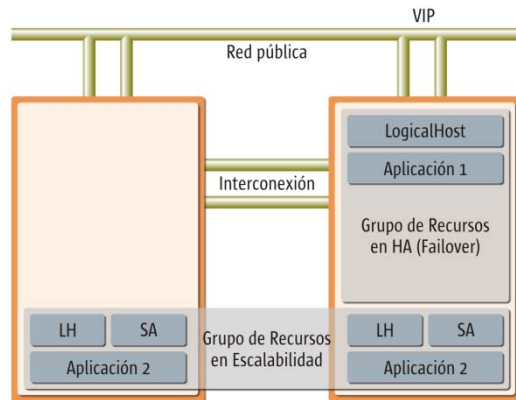 VIP
Red pública
LogicalHost
Aplicación 1
Interconexión
Grupo de Recursos
en HA (Failover)
LH
SA
Aplicación 2
Grupo de Recursos
en Escalabilidad
LH
SA
Aplicación 2